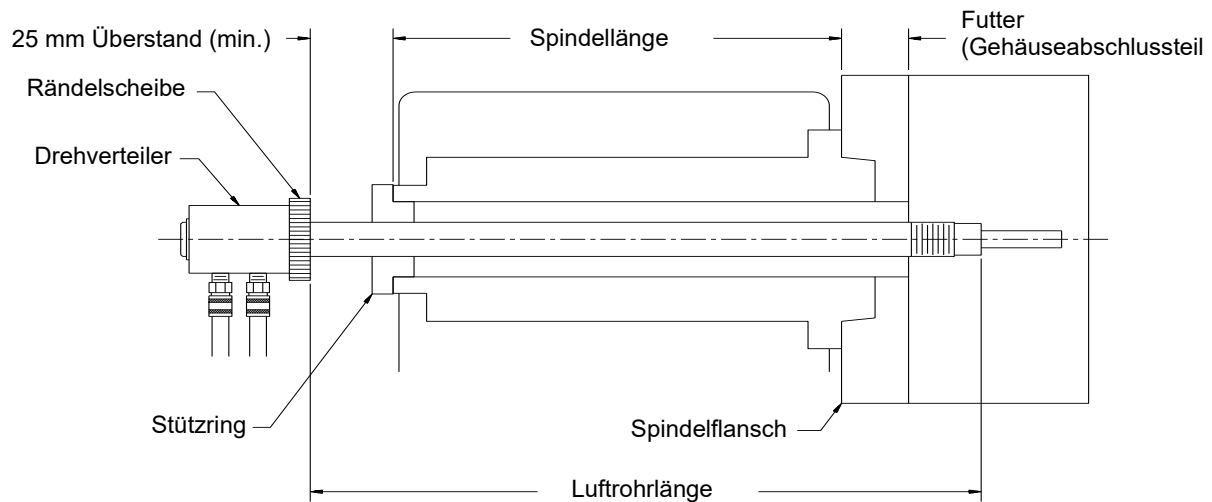 Futter
(Gehäuseabschlussteil
25 mm Überstand (min.)
Spindellänge
Rändelscheibe
Drehverteiler
Stützring
Spindelflansch
Luftrohrlänge